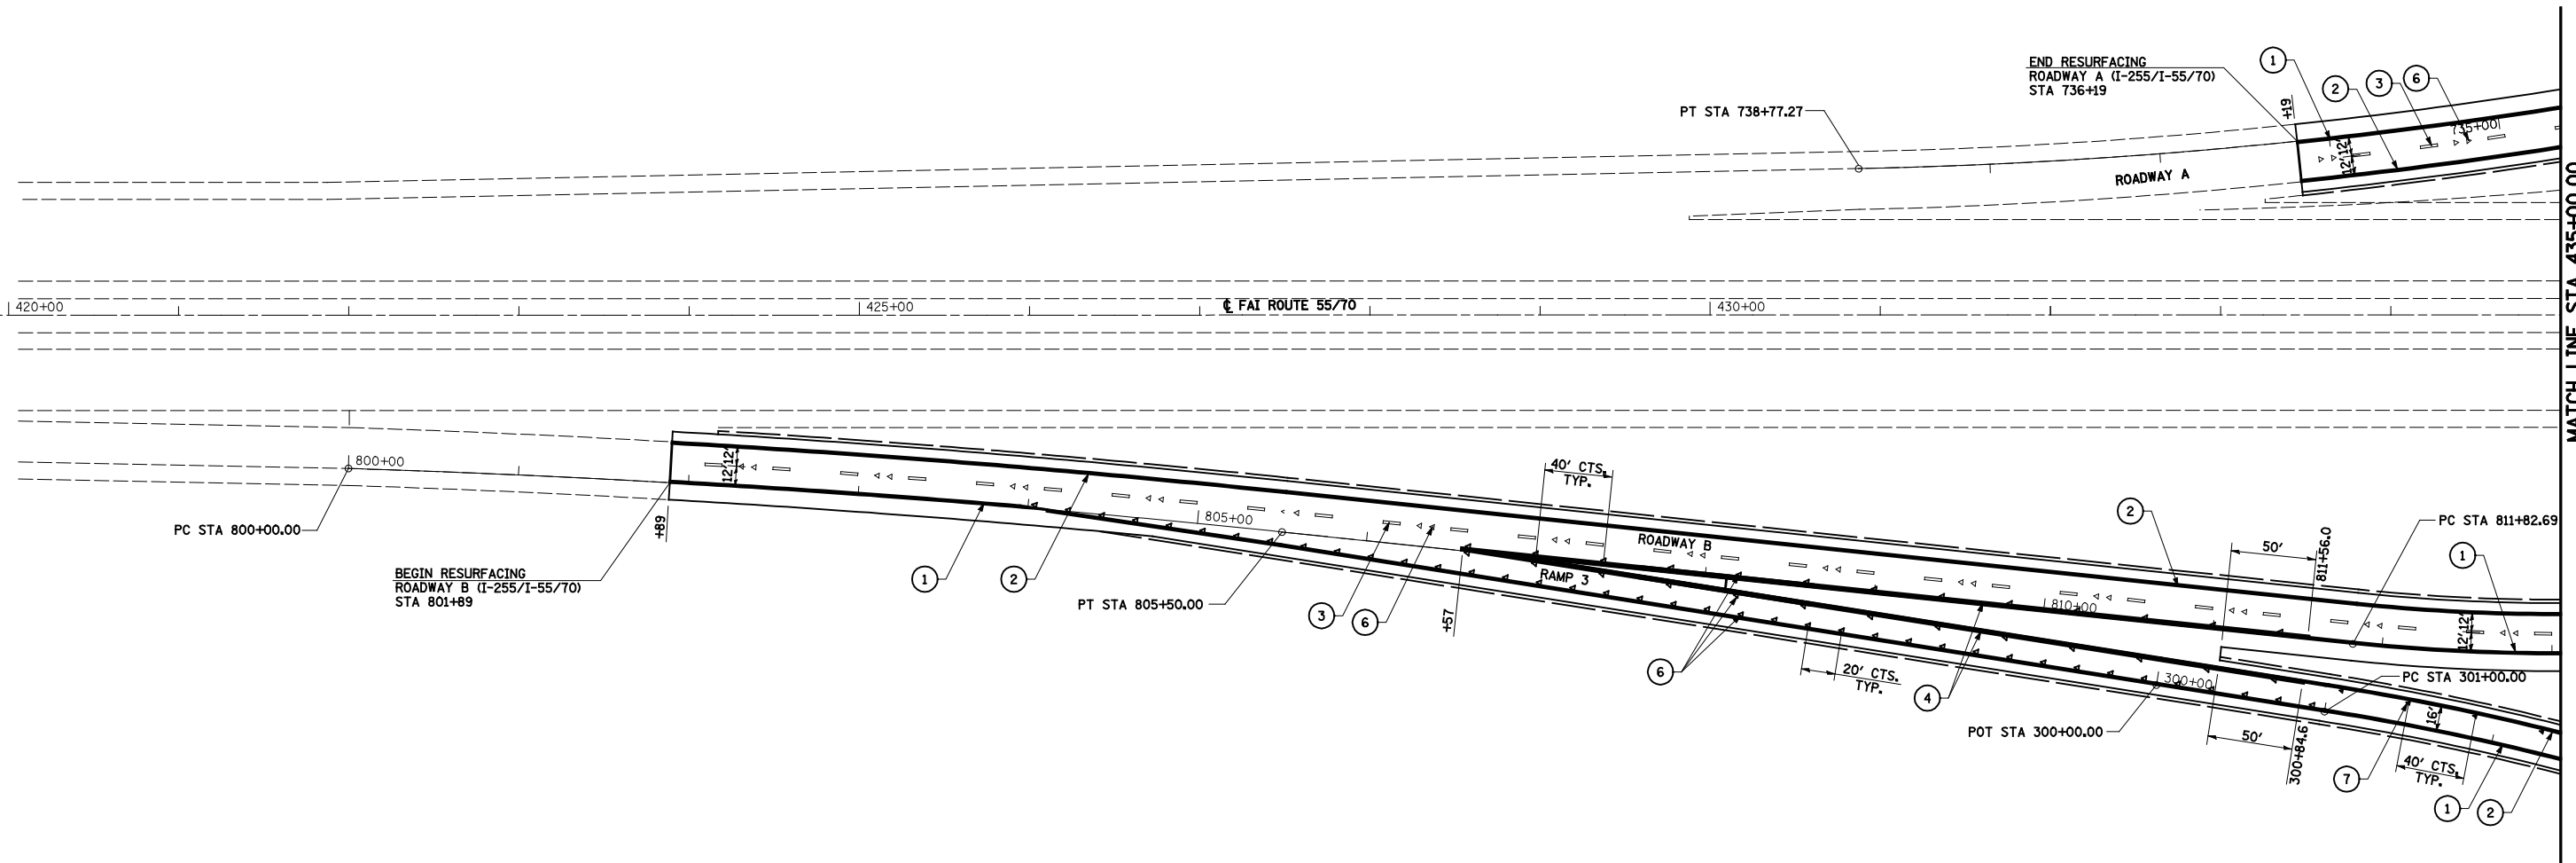 END RESURFACING
ROADWAY A (I-255/I-55/70)
STA 736+19
1
2
3
6
+19
PT STA 738+77.27
735+00
12' 12'
ROADWAY A
MATCH LINE STA 435+00.00
420+00
425+00
℄ FAI ROUTE 55/70
430+00
800+00
PC STA 800+00.00
12' 12'
+89
BEGIN RESURFACING
ROADWAY B (I-255/I-55/70)
STA 801+89
1
2
805+00
PT STA 805+50.00
3
6
40' CTS.
TYP.
ROADWAY B
RAMP 3
+57
6
20' CTS.
TYP.
4
2
50'
811+56.0
PC STA 811+82.69
1
810+00
12' 12'
300+00
PC STA 301+00.00
POT STA 300+00.00
50'
300+84.6
16'
7
40' CTS.
TYP.
1
2